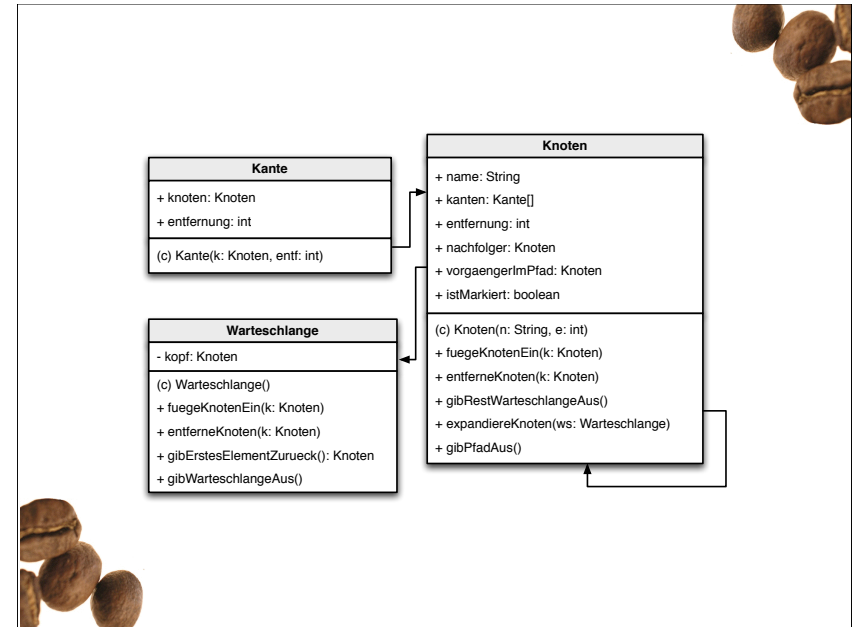 Kante
+ knoten: Knoten
+ entfernung: int
(c) Kante(k: Knoten, entf: int)
Warteschlange
- kopf: Knoten
(c) Warteschlange()
+ fuegeKnotenEin(k: Knoten)
+ entferneKnoten(k: Knoten)
+ gibErstesElementZurueck(): Knoten
+ gibWarteschlangeAus()
Knoten
+ name: String
+ kanten: Kante[]
+ entfernung: int
+ nachfolger: Knoten
+ vorgaengerImPfad: Knoten
+ istMarkiert: boolean
(c) Knoten(n: String, e: int)
+ fuegeKnotenEin(k: Knoten)
+ entferneKnoten(k: Knoten)
+ gibRestWarteschlangeAus()
+ expandiereKnoten(ws: Warteschlange)
+ gibPfadAus()